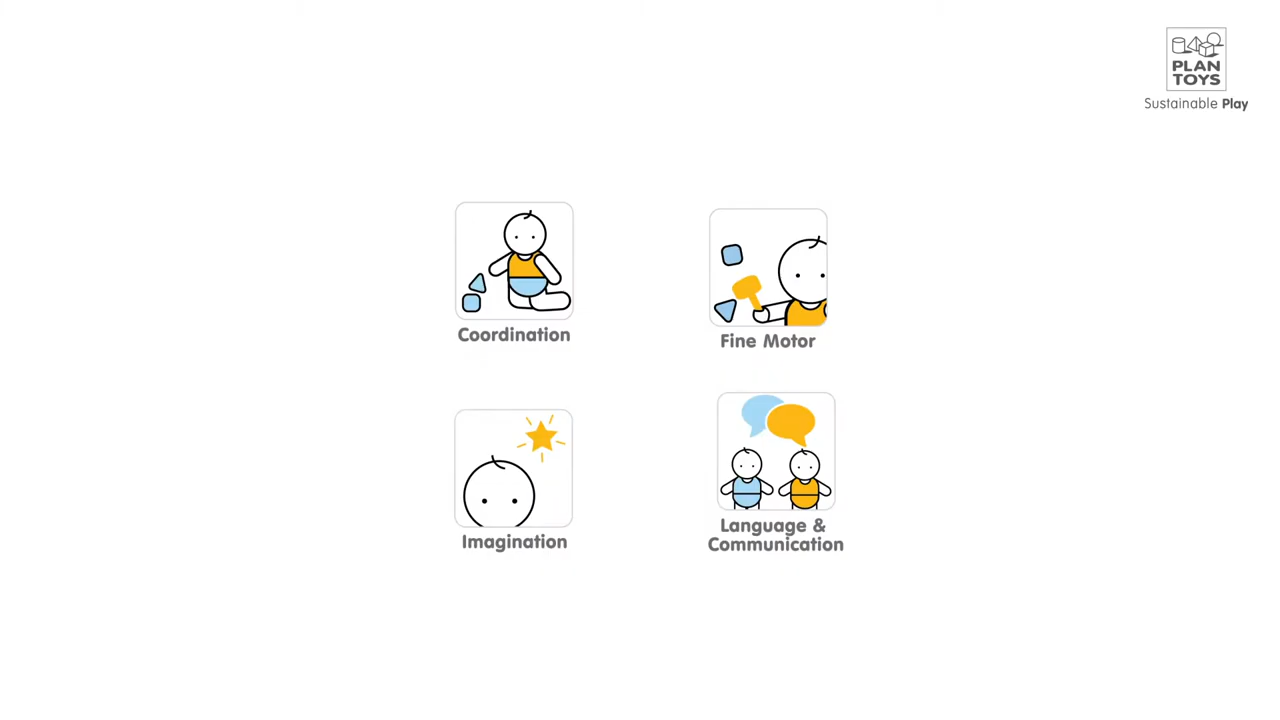 PLAN
TOYS
Sustainable Play
Coordination
Fine Motor
Imagination
Language &
Communication